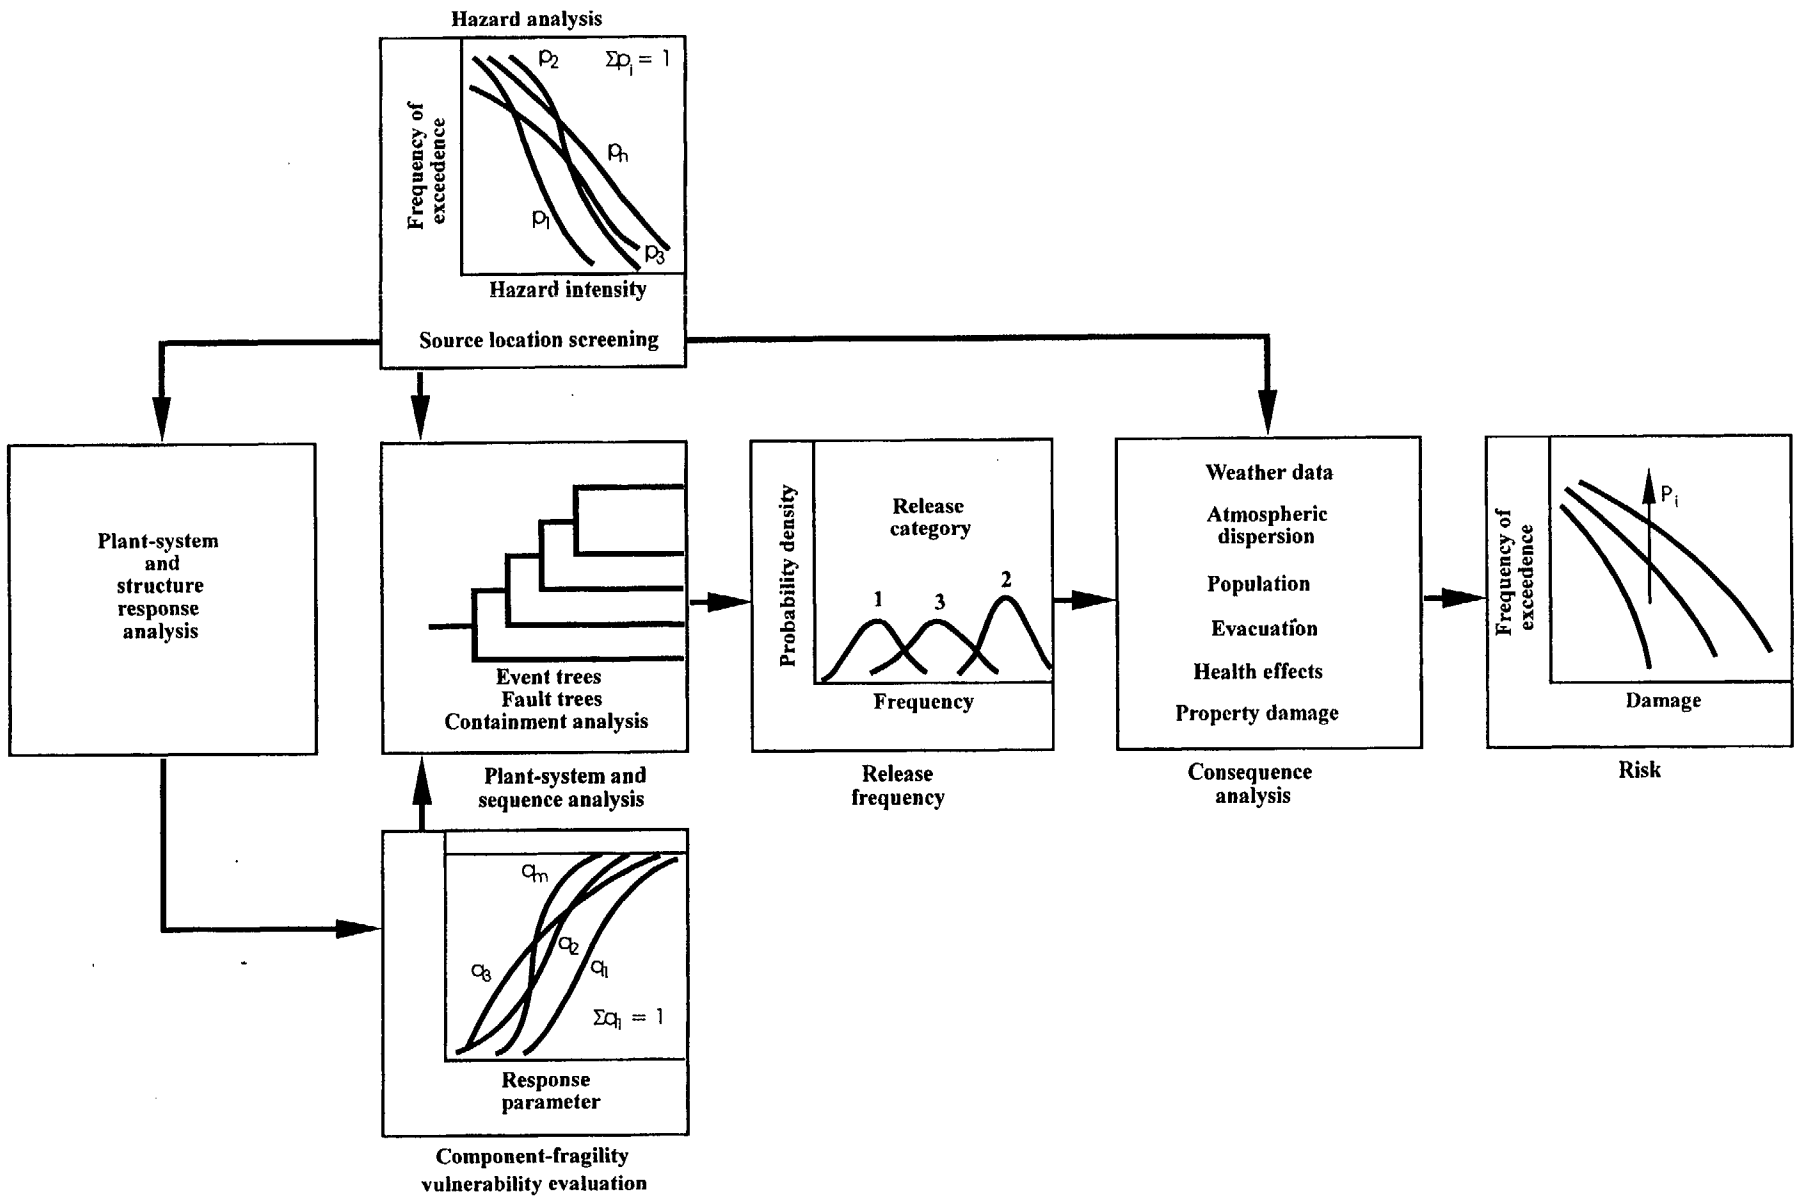 Hazard analysis
Frequency of
exceedence
p2
Σpi = 1
pn
p1
p3
Hazard intensity
Source location screening
Plant-system
and
structure
response
analysis
Event trees
Fault trees
Containment analysis
Plant-system and
sequence analysis
Probability density
Release
category
1
3
2
Frequency
Release
frequency
Weather data
Atmospheric
dispersion
Population
Evacuation
Health effects
Property damage
Consequence
analysis
Frequency of
exceedence
Pi
Damage
Risk
qm
q2
q3
q1
Σq1 = 1
Response
parameter
Component-fragility
vulnerability evaluation